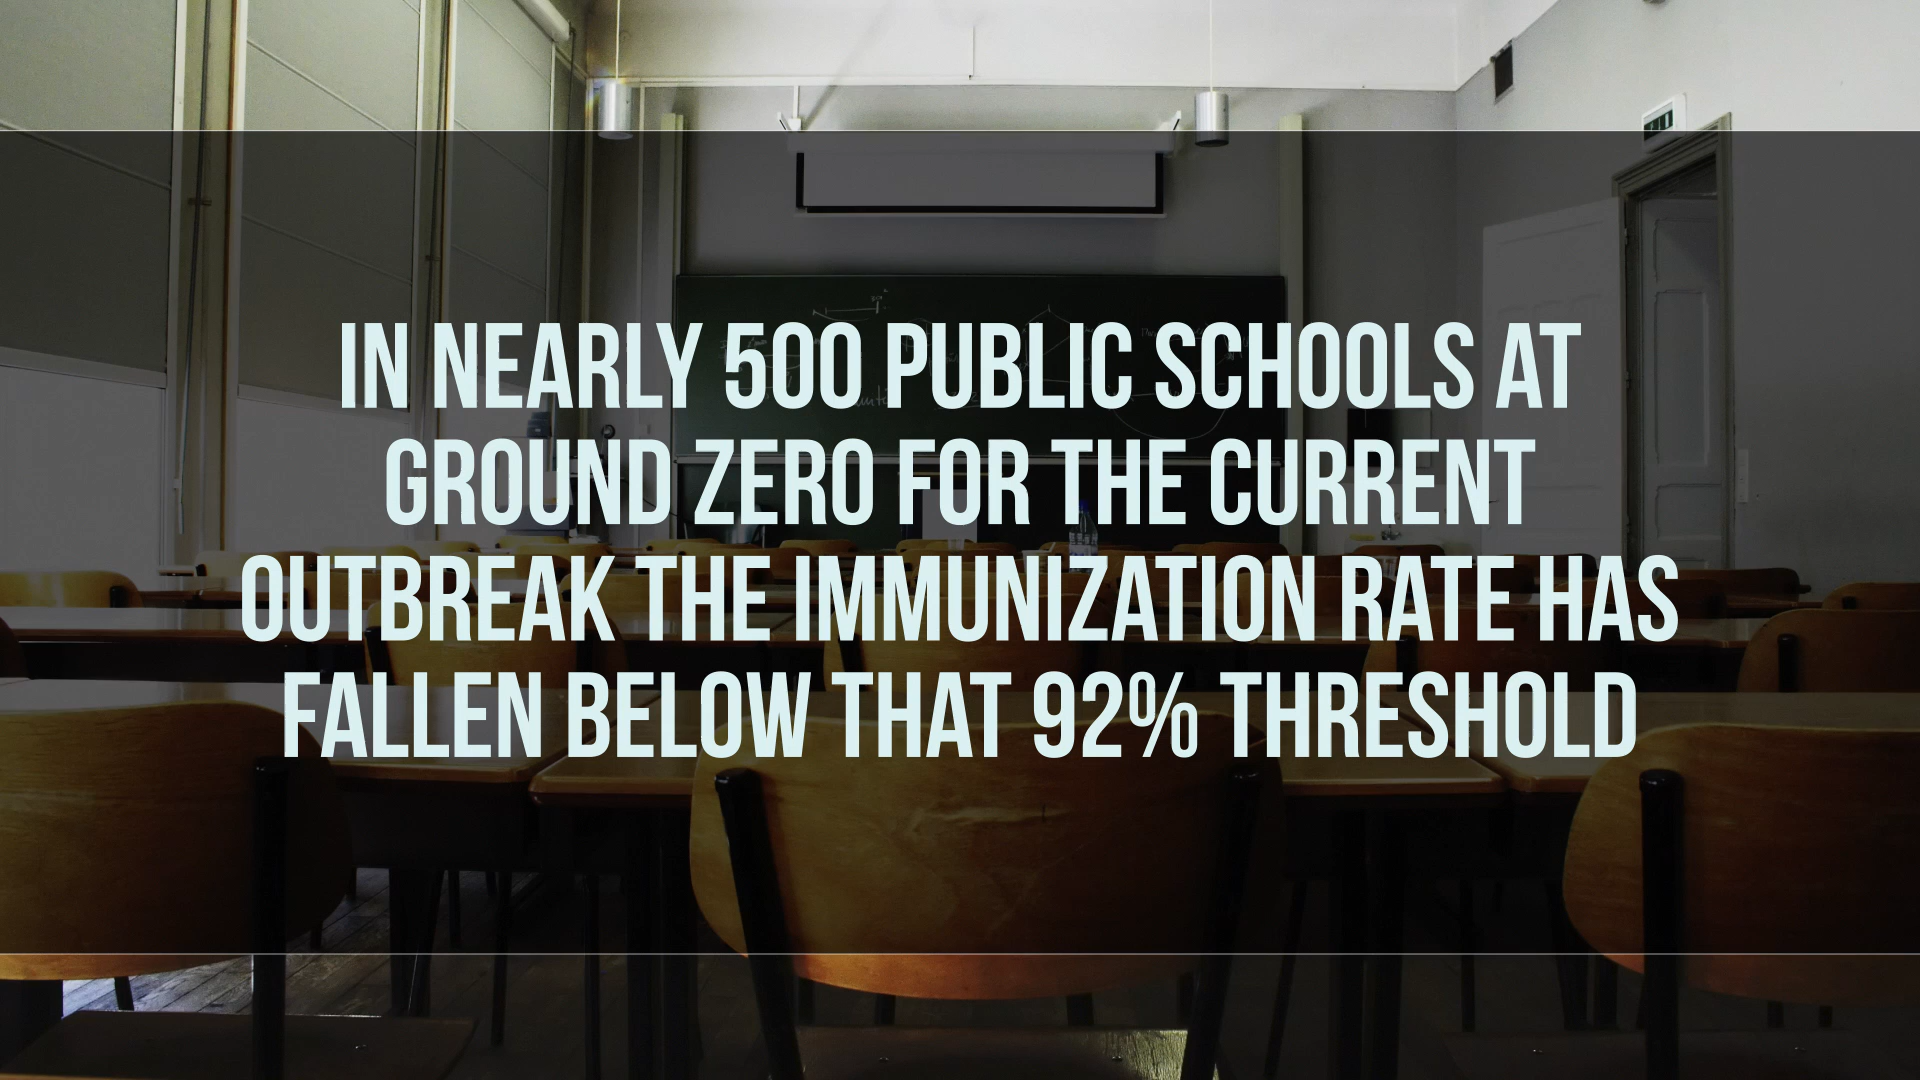 IN NEARLY 500 PUBLIC SCHOOLS AT
GROUND ZERO FOR THE CURRENT
OUTBREAK THE IMMUNIZATION RATE HAS
FALLEN BELOW THAT 92% THRESHOLD